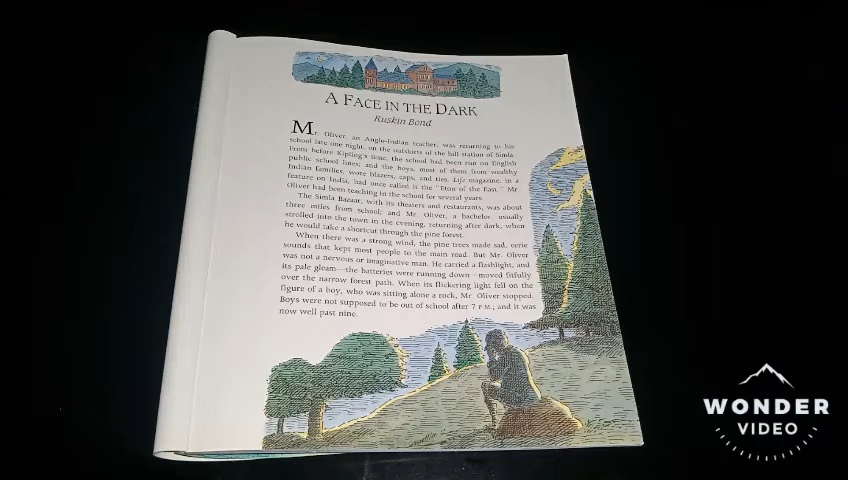 A FACE IN THE DARK
Ruskin Bond
Mr. Oliver, an Anglo-Indian teacher, was returning to his
school late one night, on the outskirts of the hill station of Simla.
From before Kipling's time, the school had been run on English
public school lines; and the boys, most of them from wealthy
Indian families, wore blazers, caps, and ties. Life magazine, in a
feature on India, had once called it the "Eton of the East." Mr.
Oliver had been teaching in the school for several years.
The Simla Bazaar, with its theaters and restaurants, was about
three miles from school; and Mr. Oliver, a bachelor, usually
strolled into the town in the evening, returning after dark, when
he would take a shortcut through the pine forest.
When there was a strong wind, the pine trees made sad, eerie
sounds that kept most people to the main road. But Mr. Oliver
was not a nervous or imaginative man. He carried a flashlight, and
its pale gleam—the batteries were running down—moved fitfully
over the narrow forest path. When its flickering light fell on the
figure of a boy, who was sitting alone a rock, Mr. Oliver stopped.
Boys were not supposed to be out of school after 7 P.M., and it was
now well past nine.
WONDER
VIDEO